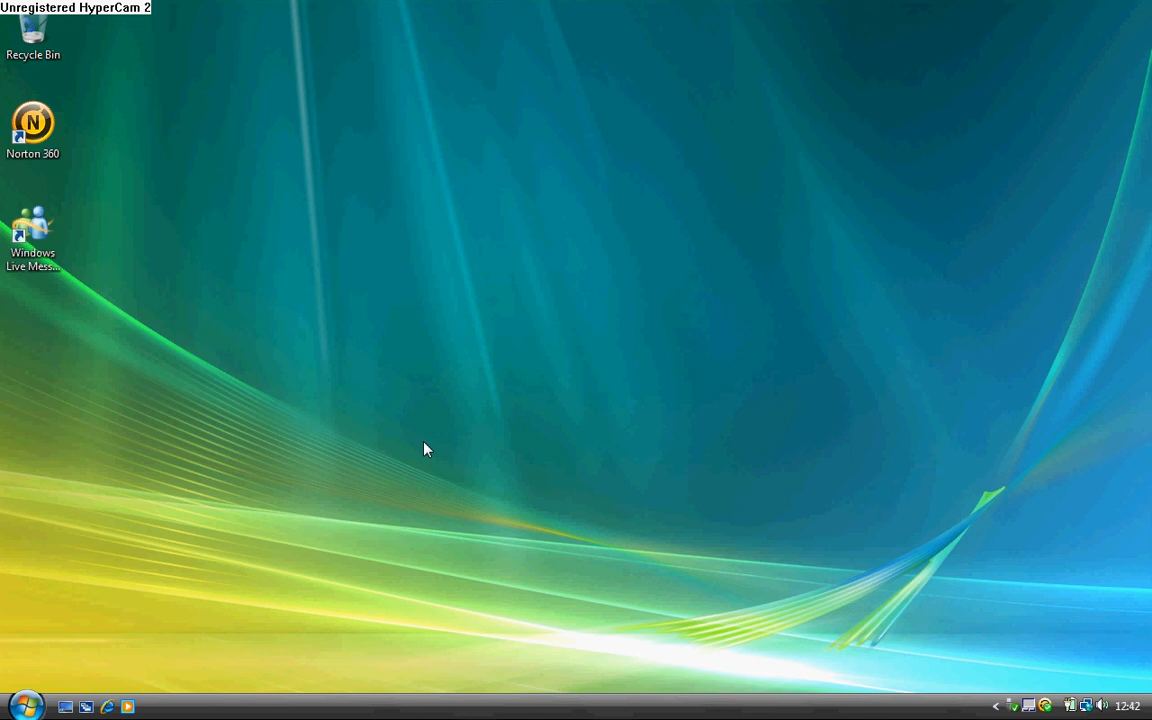 Unregistered HyperCam 2
Recycle Bin
N
Norton 360
Windows
Live Mess...
12:42